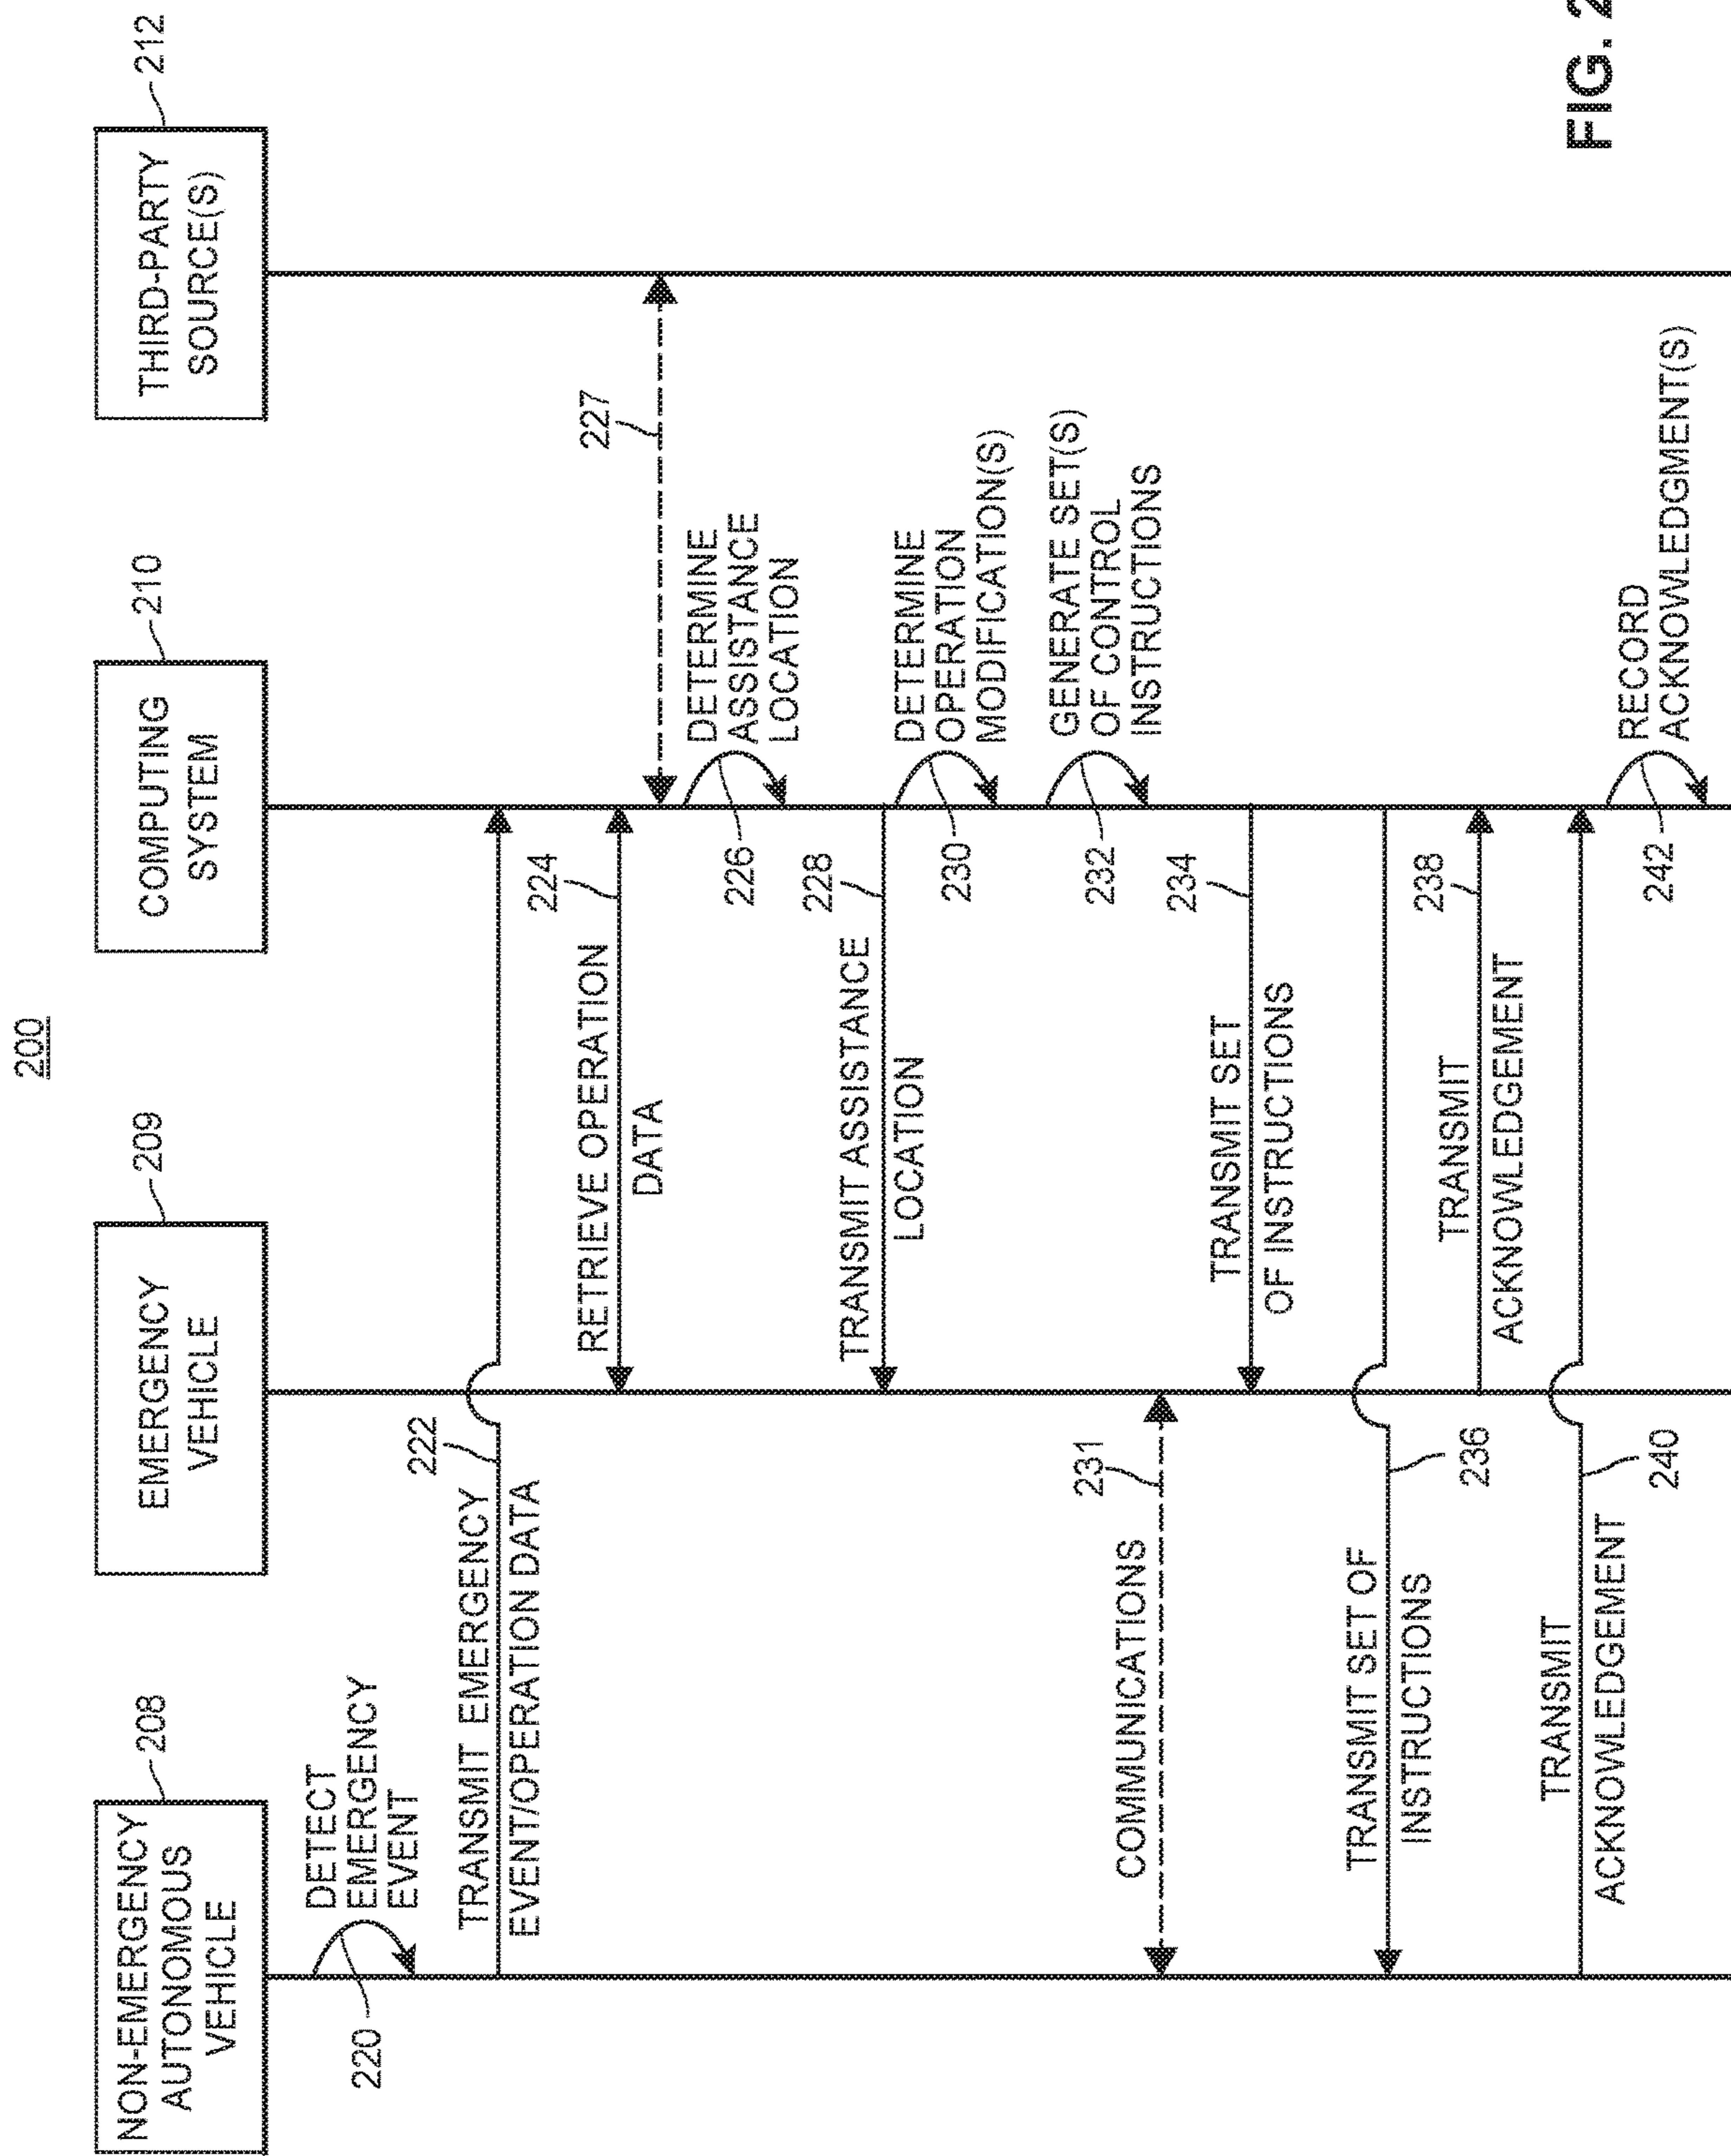 200
NON-EMERGENCY
AUTONOMOUS
VEHICLE
208
EMERGENCY
VEHICLE
209
COMPUTING
SYSTEM
210
THIRD-PARTY
SOURCE(S)
212
DETECT
EMERGENCY
EVENT
220
TRANSMIT EMERGENCY
EVENT/OPERATION DATA
222
RETRIEVE OPERATION
DATA
224
227
DETERMINE
ASSISTANCE
LOCATION
226
TRANSMIT ASSISTANCE
LOCATION
228
DETERMINE
OPERATION
MODIFICATION(S)
230
COMMUNICATIONS
231
GENERATE SET(S)
OF CONTROL
INSTRUCTIONS
232
TRANSMIT SET
OF INSTRUCTIONS
234
TRANSMIT SET OF
INSTRUCTIONS
236
TRANSMIT
ACKNOWLEDGEMENT
238
TRANSMIT
ACKNOWLEDGEMENT
240
RECORD
ACKNOWLEDGMENT(S)
242
FIG. 2